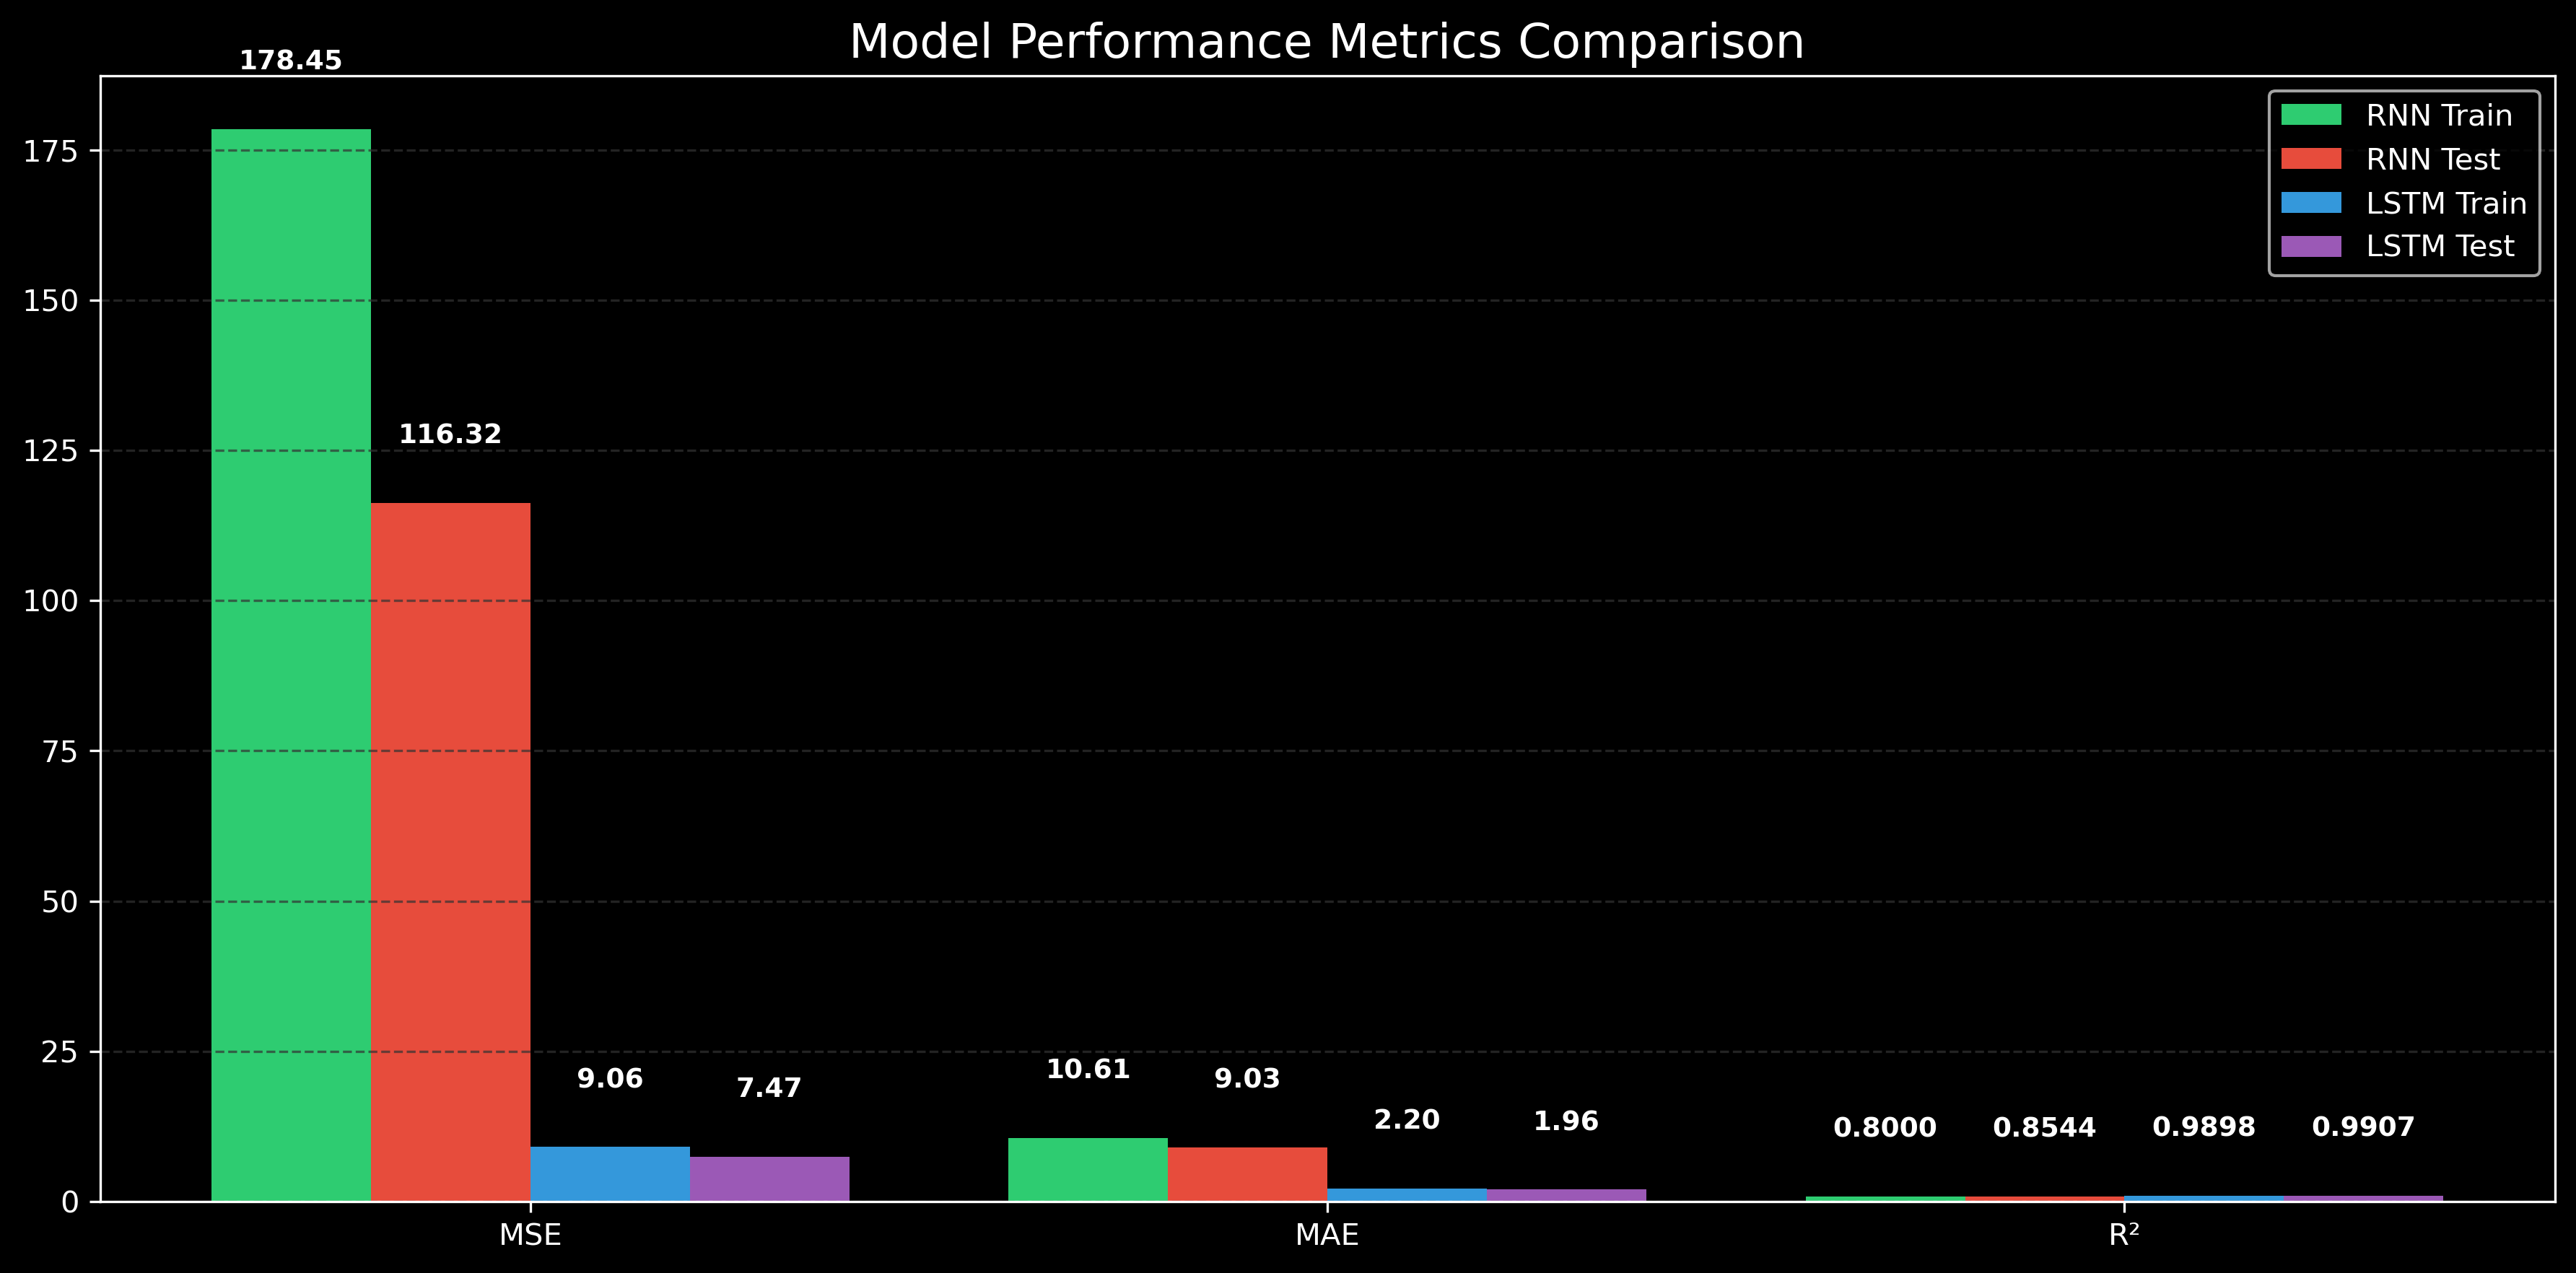 Model Performance Metrics Comparison
178.45
116.32
9.06
7.47
10.61
9.03
2.20
1.96
0.8000
0.8544
0.9898
0.9907
RNN Train
RNN Test
LSTM Train
LSTM Test
175
150
125
100
75
50
25
0
MSE
MAE
R²